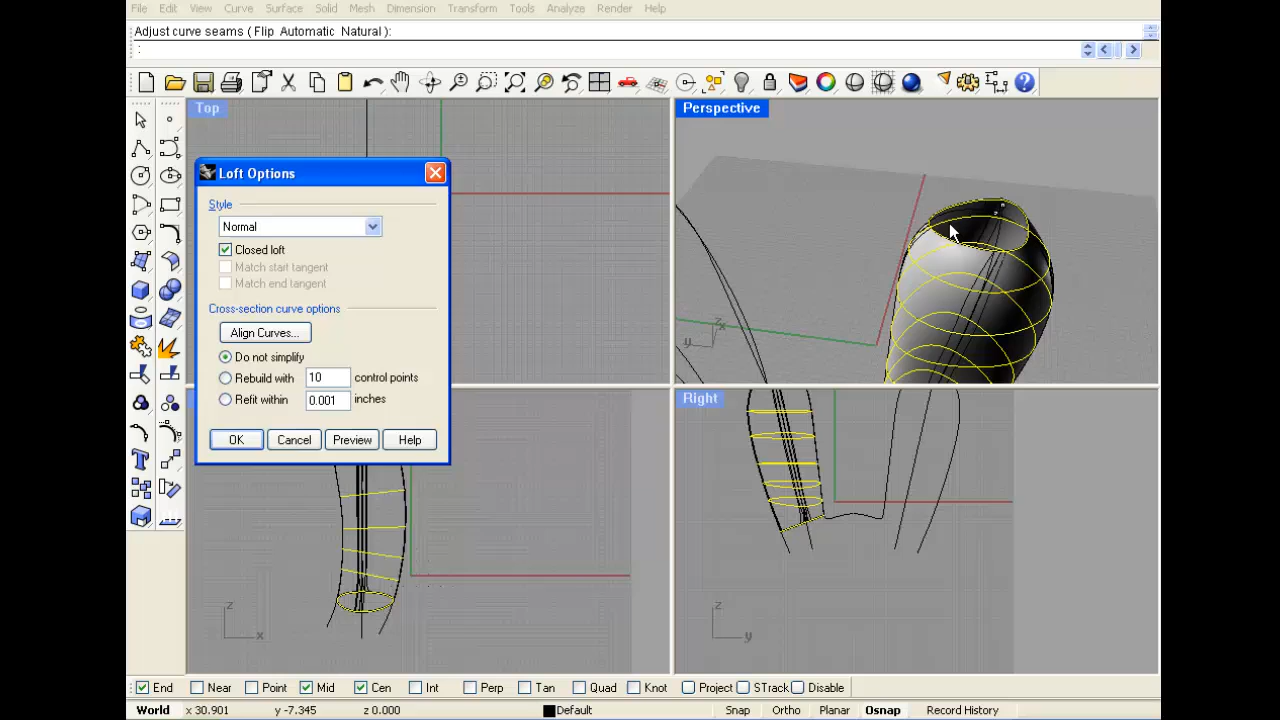 File Edit View Curve Surface Solid Mesh Dimension Transform Tools Analyze Render Help
Adjust curve seams ( Flip Automatic Natural ):
:
Top
Perspective
Loft Options
Style
Normal
Closed loft
Match start tangent
Match end tangent
Cross-section curve options
Align Curves...
Do not simplify
Rebuild with 10 control points
Refit within 0.001 inches
OK Cancel Preview Help
z
x
y
Right
z
x
z
y
End Near Point Mid Cen Int Perp Tan Quad Knot Project STrack Disable
World x 30.901 y -7.345 z 0.000 Default Snap Ortho Planar Osnap Record History